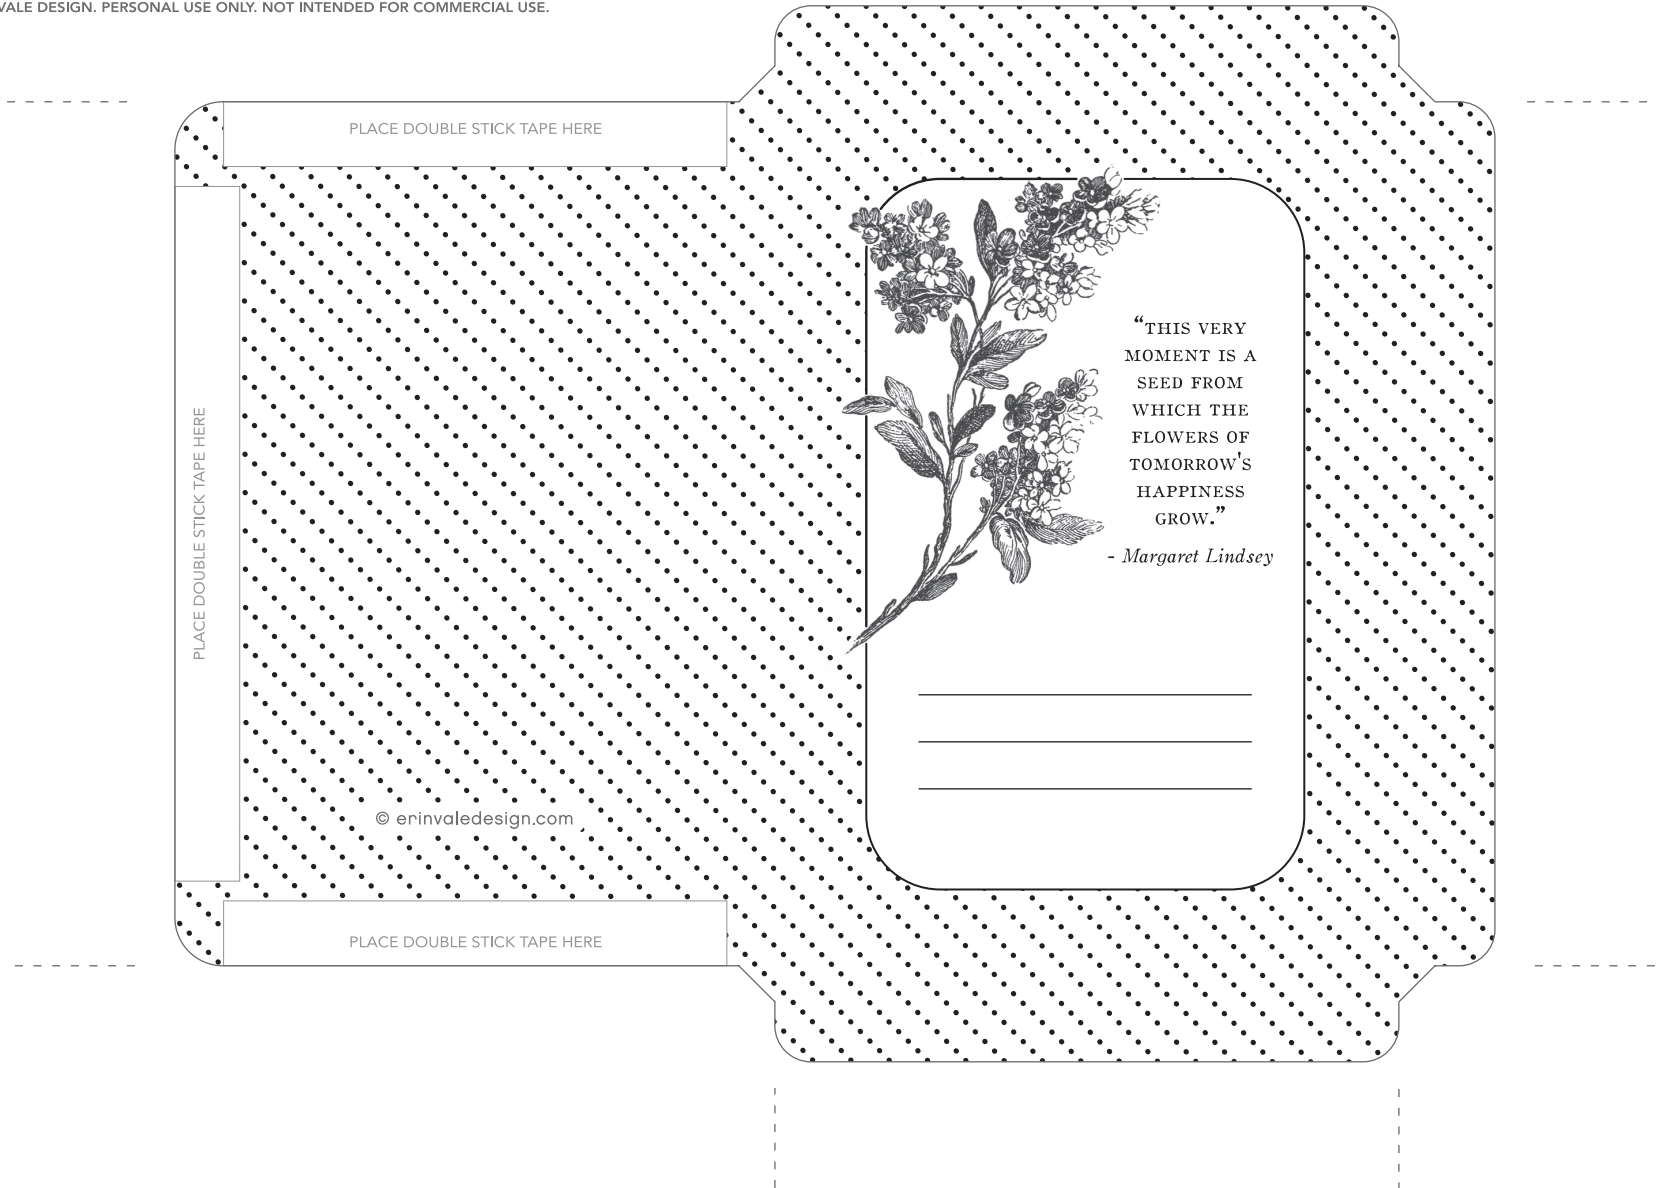 DESIGN. PERSONAL USE ONLY. NOT INTENDED FOR COMMERCIAL USE.
PLACE DOUBLE STICK TAPE HERE
PLACE DOUBLE STICK TAPE HERE
© erinvaledesign.com
PLACE DOUBLE STICK TAPE HERE
“THIS VERY
MOMENT IS A
SEED FROM
WHICH THE
FLOWERS OF
TOMORROW'S
HAPPINESS
GROW.”
- Margaret Lindsey